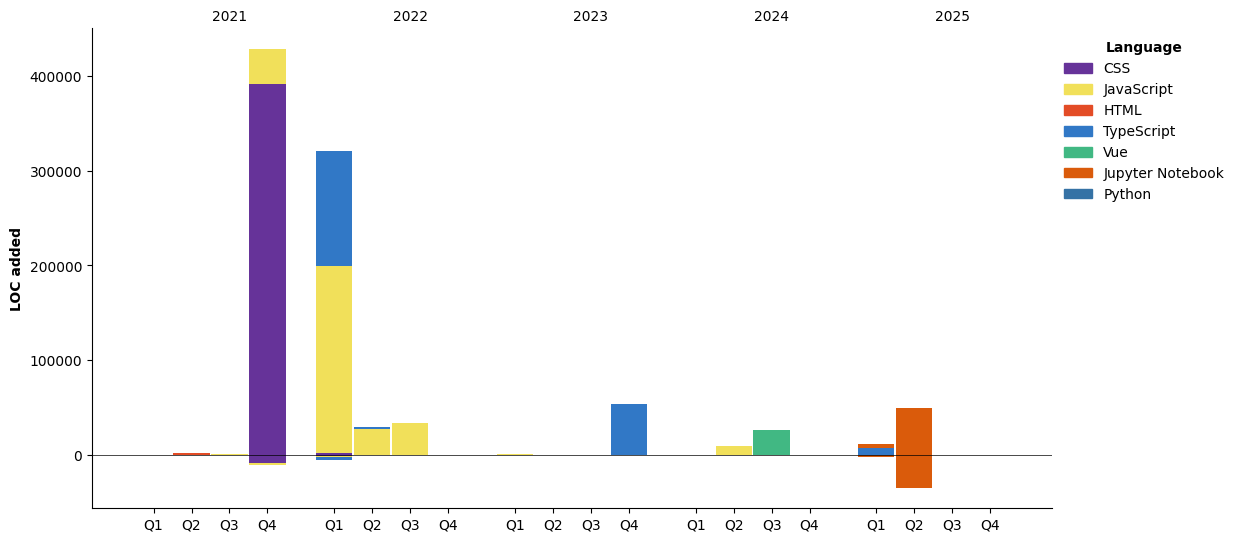 2021 2022 2023 2024 2025
Language
CSS
JavaScript
HTML
TypeScript
Vue
Jupyter Notebook
Python
LOC added
400000
300000
200000
100000
0
Q1 Q2 Q3 Q4 Q1 Q2 Q3 Q4 Q1 Q2 Q3 Q4 Q1 Q2 Q3 Q4 Q1 Q2 Q3 Q4